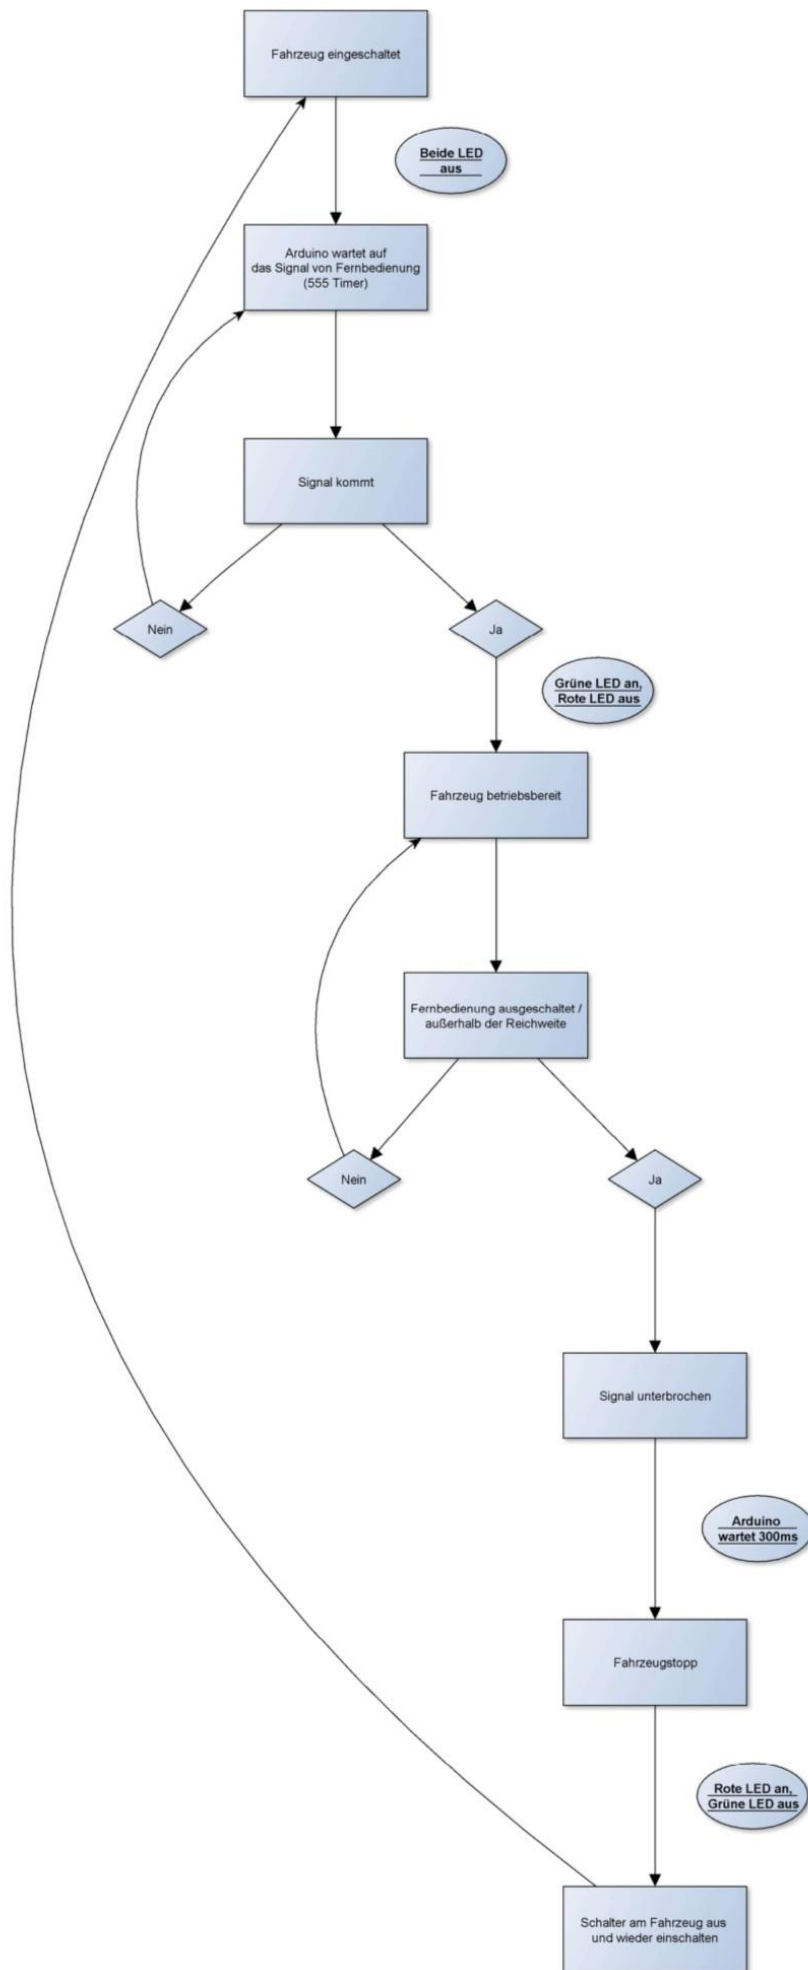 Fahrzeug eingeschaltet
Beide LED
aus
Arduino wartet auf
das Signal von Fernbedienung
(555 Timer)
Signal kommt
Nein
Ja
Grüne LED an,
Rote LED aus
Fahrzeug betriebsbereit
Fernbedienung ausgeschaltet /
außerhalb der Reichweite
Nein
Ja
Signal unterbrochen
Arduino
wartet 300ms
Fahrzeugstopp
Rote LED an,
Grüne LED aus
Schalter am Fahrzeug aus
und wieder einschalten